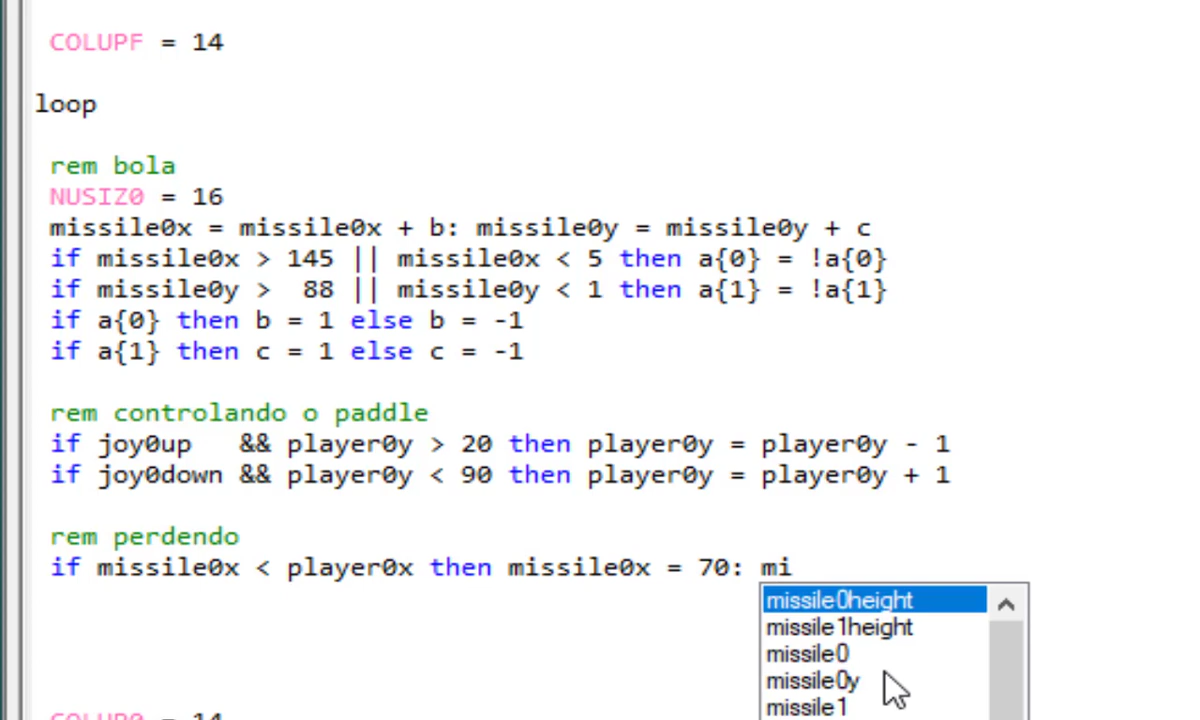 COLUPF = 14
loop
rem bola
NUSIZ0 = 16
missile0x = missile0x + b: missile0y = missile0y + c
if missile0x > 145 || missile0x < 5 then a{0} = !a{0}
if missile0y >  88 || missile0y < 1 then a{1} = !a{1}
if a{0} then b = 1 else b = -1
if a{1} then c = 1 else c = -1
rem controlando o paddle
if joy0up   && player0y > 20 then player0y = player0y - 1
if joy0down && player0y < 90 then player0y = player0y + 1
rem perdendo
if missile0x < player0x then missile0x = 70: mi
missile0height
missile1height
missile0
missile0y
missile1